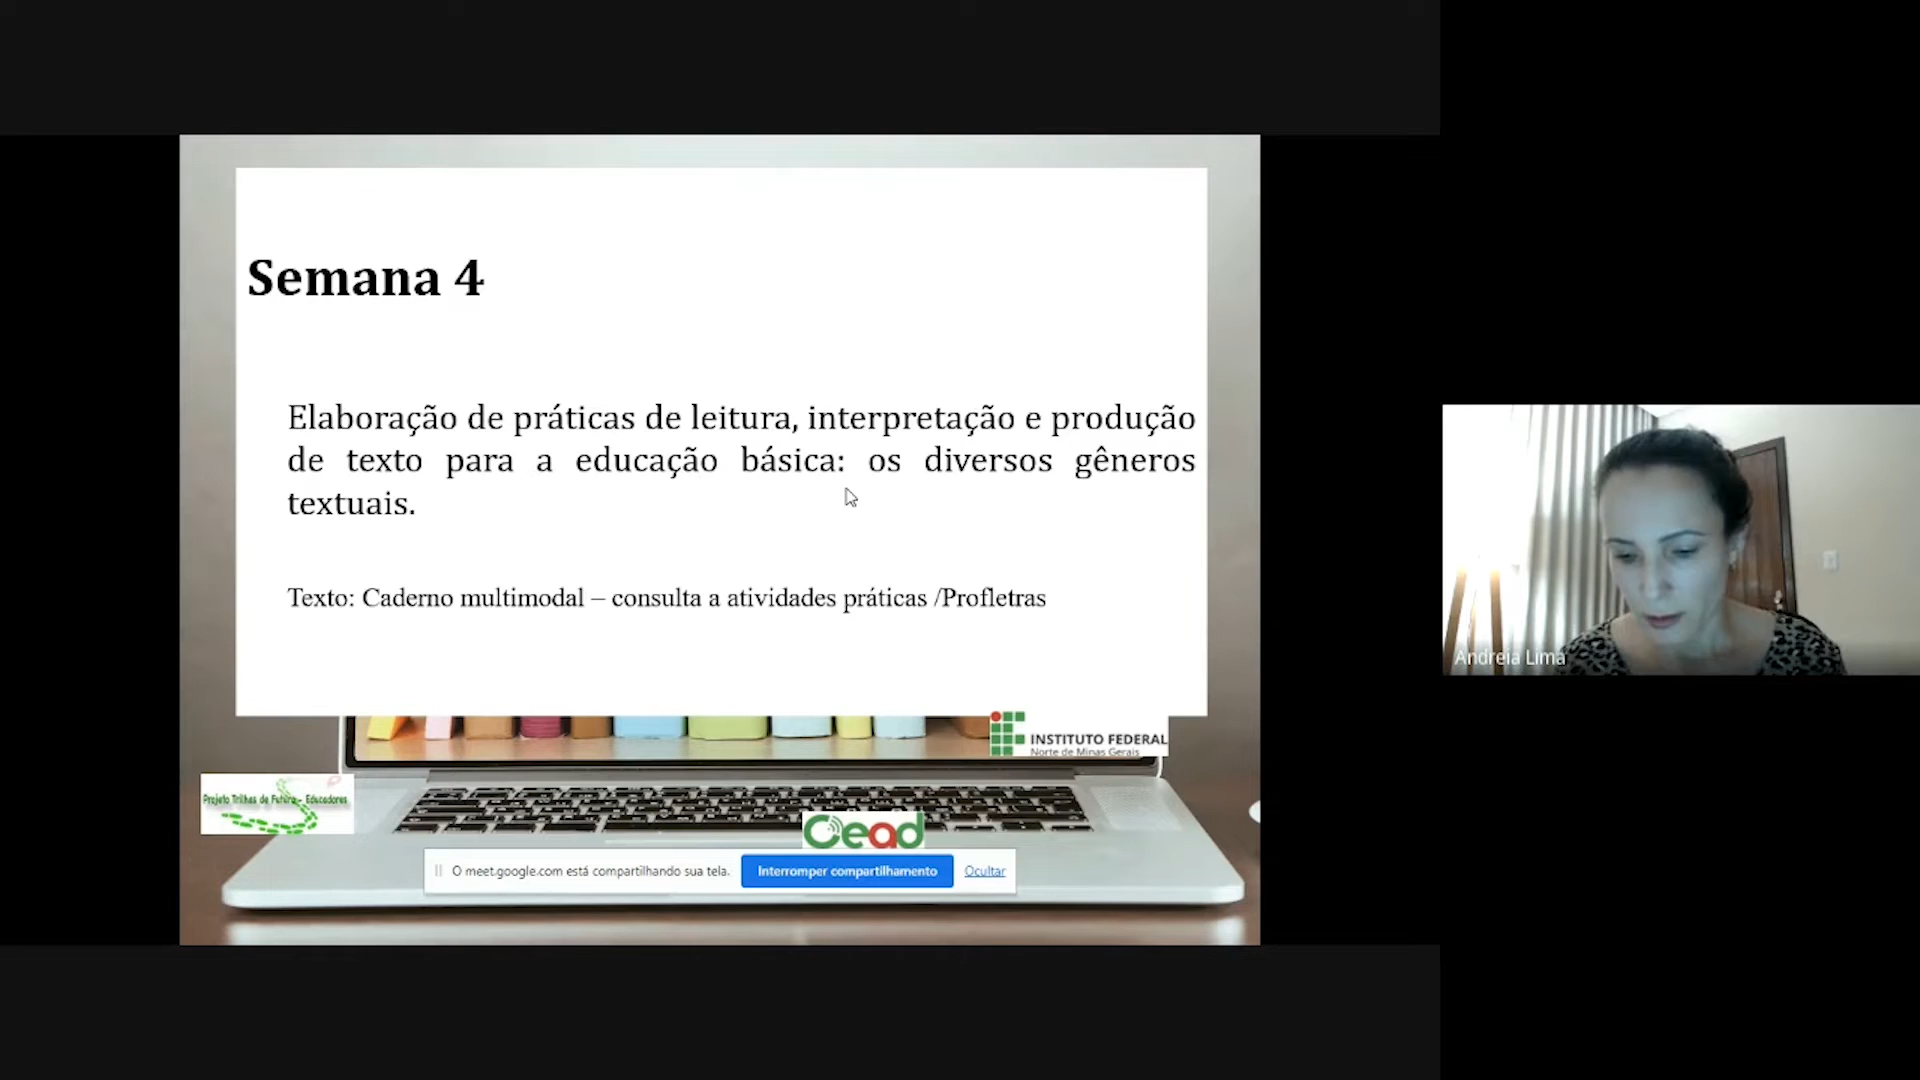 Semana 4
Elaboração de práticas de leitura, interpretação e produção
de texto para a educação básica: os diversos gêneros
textuais.
Texto: Caderno multimodal – consulta a atividades práticas /Profletras
Andreia Lima
INSTITUTO FEDERAL
Norte de Minas Gerais
Projeto Trilhas de Futuro - Educadores
Cead
O meet.google.com está compartilhando sua tela.
Interromper compartilhamento
Ocultar